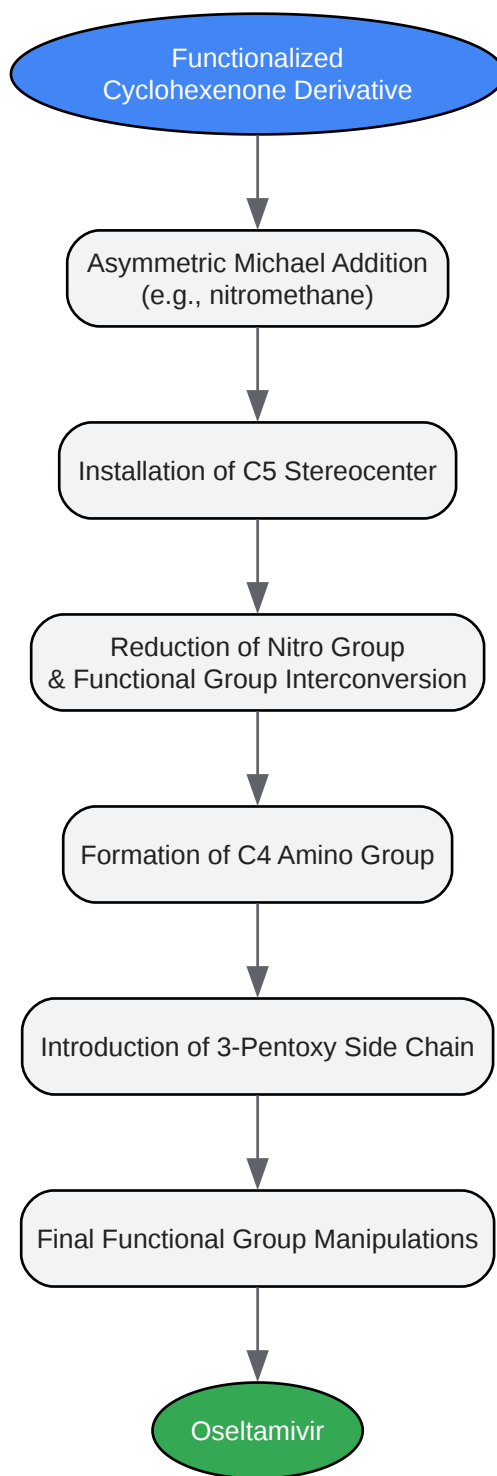 Functionalized
Cyclohexenone Derivative
Asymmetric Michael Addition
(e.g., nitromethane)
Installation of C5 Stereocenter
Reduction of Nitro Group
& Functional Group Interconversion
Formation of C4 Amino Group
Introduction of 3-Pentoxy Side Chain
Final Functional Group Manipulations
Oseltamivir